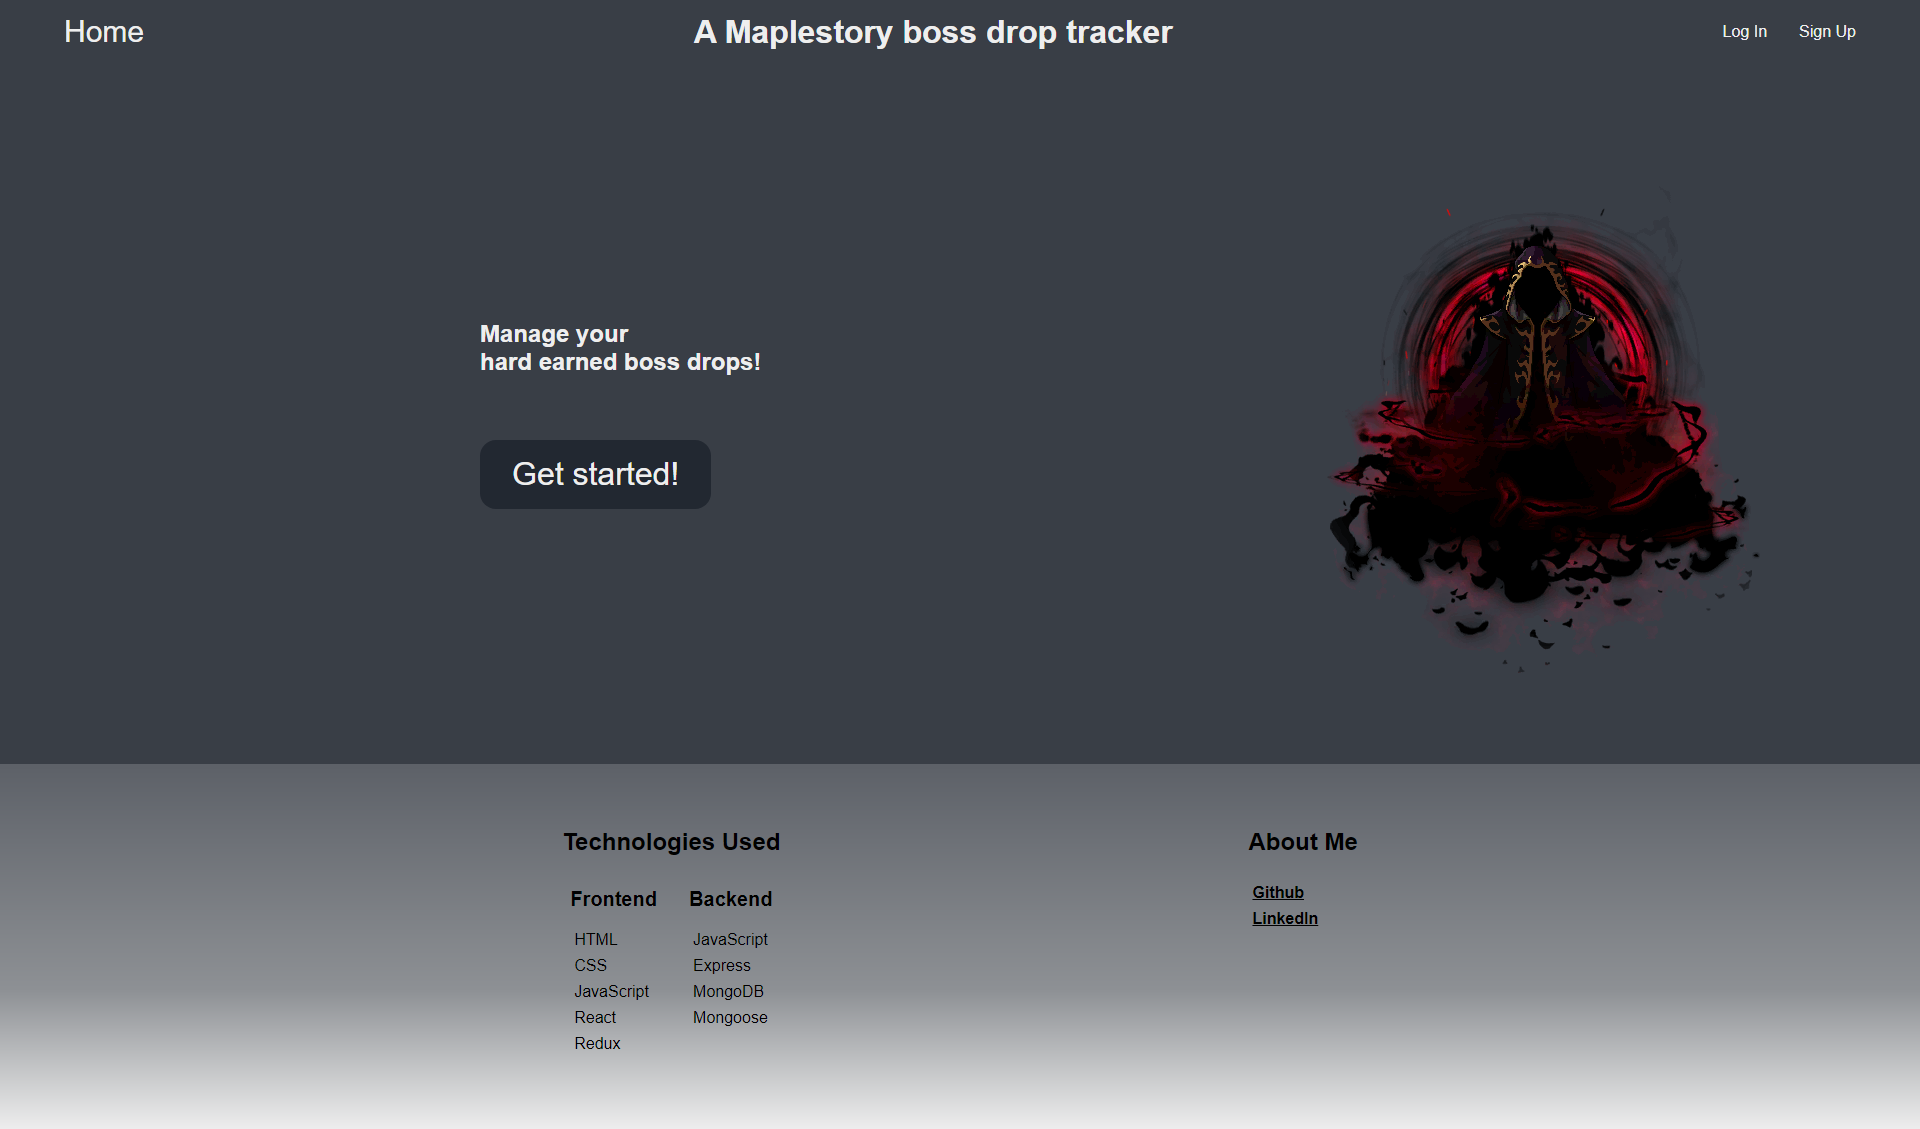 Home
A Maplestory boss drop tracker
Log In
Sign Up
Manage your
hard earned boss drops!
Get started!
Technologies Used
Frontend
HTML
CSS
JavaScript
React
Redux
Backend
JavaScript
Express
MongoDB
Mongoose
About Me
Github
LinkedIn